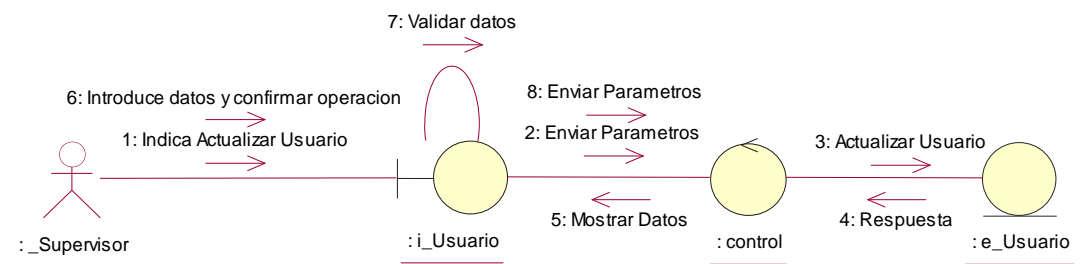 7: Validar datos
6: Introduce datos y confirmar operacion
8: Enviar Parametros
1: Indica Actualizar Usuario
2: Enviar Parametros
3: Actualizar Usuario
5: Mostrar Datos
4: Respuesta
: _Supervisor
: i_Usuario
: control
: e_Usuario